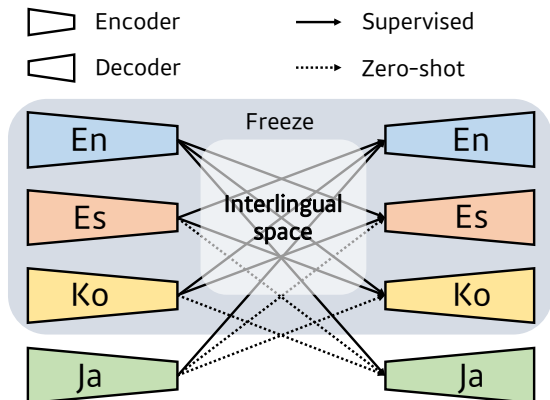 Encoder
Supervised
Decoder
Zero-shot
Freeze
En
En
Interlingual
space
Es
Es
Ko
Ko
Ja
Ja